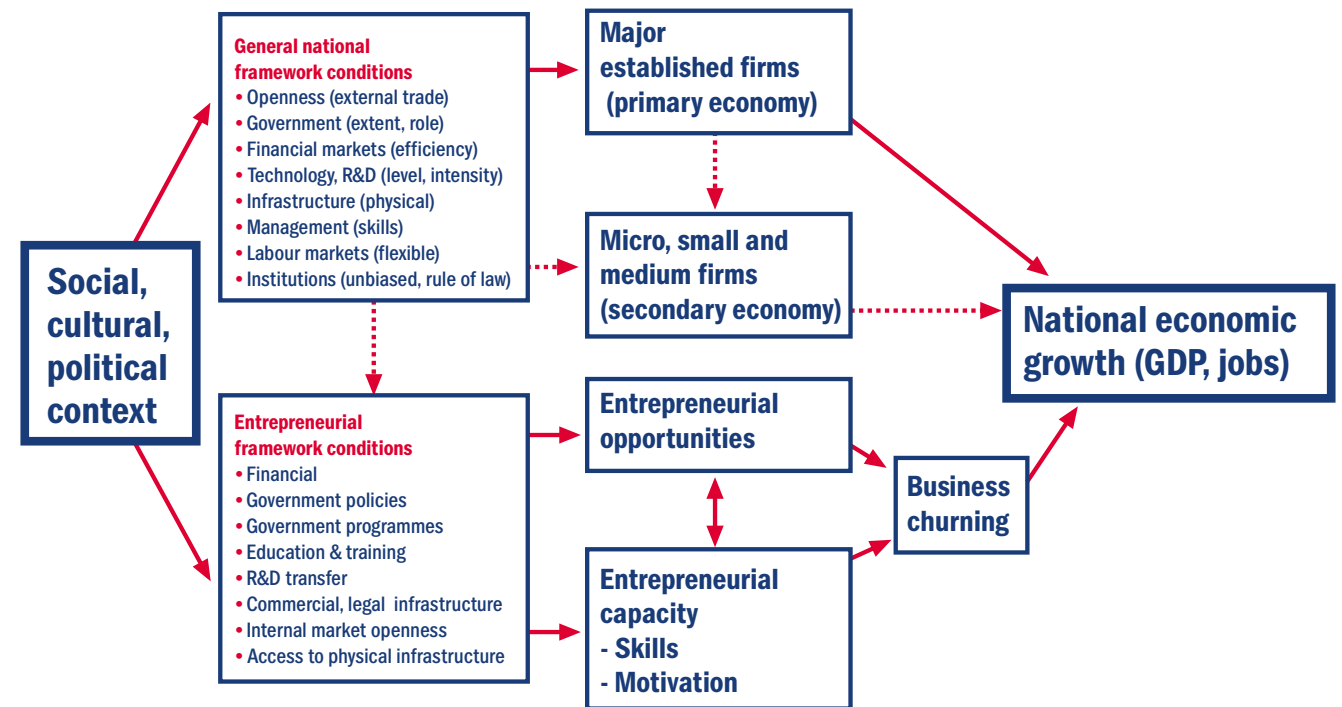 Social,
cultural,
political
context
General national
framework conditions
• Openness (external trade)
• Government (extent, role)
• Financial markets (efficiency)
• Technology, R&D (level, intensity)
• Infrastructure (physical)
• Management (skills)
• Labour markets (flexible)
• Institutions (unbiased, rule of law)
Entrepreneurial
framework conditions
• Financial
• Government policies
• Government programmes
• Education & training
• R&D transfer
• Commercial, legal infrastructure
• Internal market openness
• Access to physical infrastructure
Major
established firms
(primary economy)
Micro, small and
medium firms
(secondary economy)
Entrepreneurial
opportunities
Entrepreneurial
capacity
- Skills
- Motivation
Business
churning
National economic
growth (GDP, jobs)